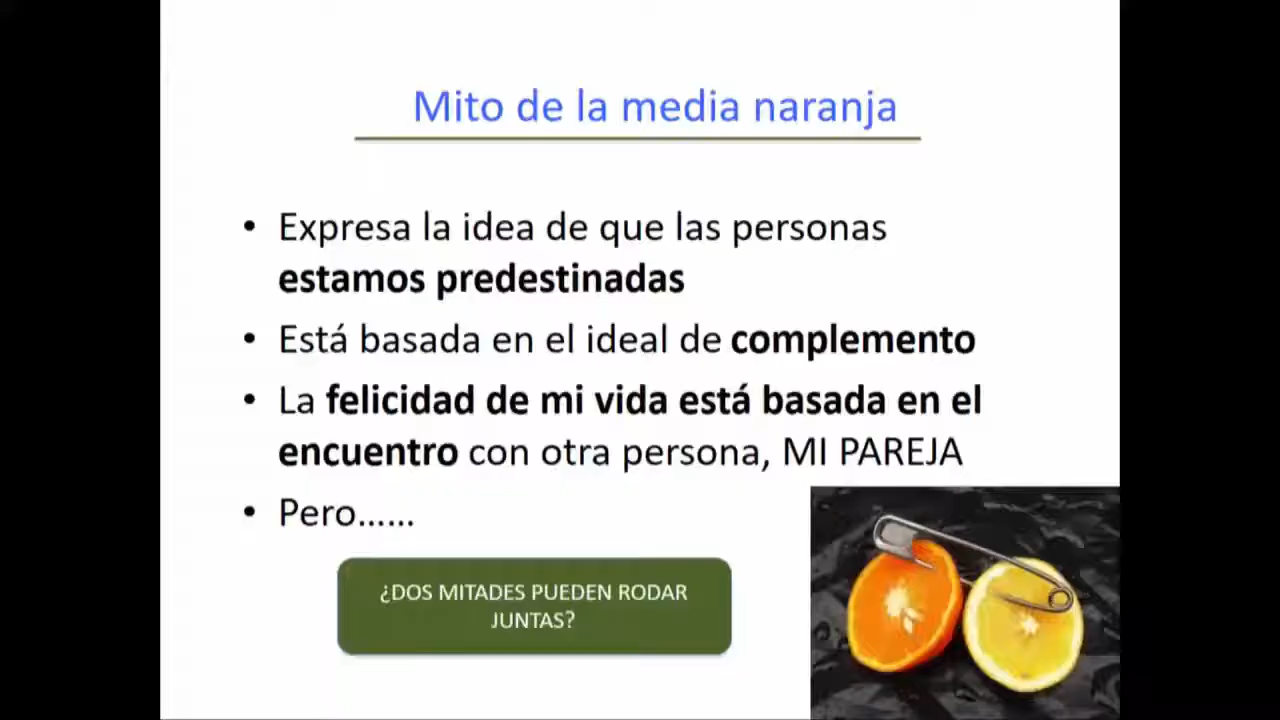 Mito de la media naranja
• Expresa la idea de que las personas
estamos predestinadas
• Está basada en el ideal de complemento
• La felicidad de mi vida está basada en el
encuentro con otra persona, MI PAREJA
• Pero......
¿DOS MITADES PUEDEN RODAR
JUNTAS?